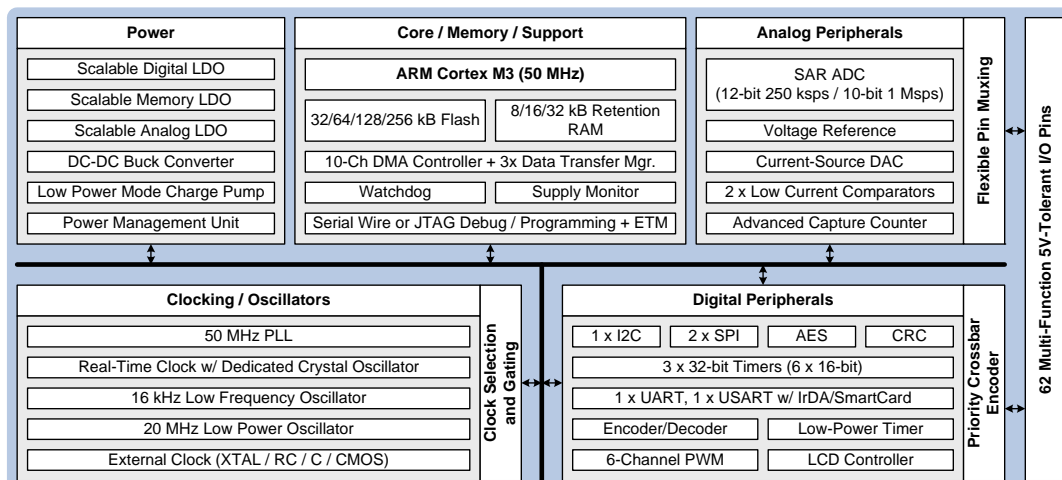 Power
Scalable Digital LDO
Scalable Memory LDO
Scalable Analog LDO
DC-DC Buck Converter
Low Power Mode Charge Pump
Power Management Unit
Core / Memory / Support
ARM Cortex M3 (50 MHz)
32/64/128/256 kB Flash
8/16/32 kB Retention
RAM
10-Ch DMA Controller + 3x Data Transfer Mgr.
Watchdog
Supply Monitor
Serial Wire or JTAG Debug / Programming + ETM
Analog Peripherals
SAR ADC
(12-bit 250 ksps / 10-bit 1 Msps)
Voltage Reference
Current-Source DAC
2 x Low Current Comparators
Advanced Capture Counter
Flexible Pin Muxing
62 Multi-Function 5V-Tolerant I/O Pins
Clocking / Oscillators
50 MHz PLL
Real-Time Clock w/ Dedicated Crystal Oscillator
16 kHz Low Frequency Oscillator
20 MHz Low Power Oscillator
External Clock (XTAL / RC / C / CMOS)
Clock Selection
and Gating
Digital Peripherals
1 x I2C
2 x SPI
AES
CRC
3 x 32-bit Timers (6 x 16-bit)
1 x UART, 1 x USART w/ IrDA/SmartCard
Encoder/Decoder
Low-Power Timer
6-Channel PWM
LCD Controller
Priority Crossbar
Encoder